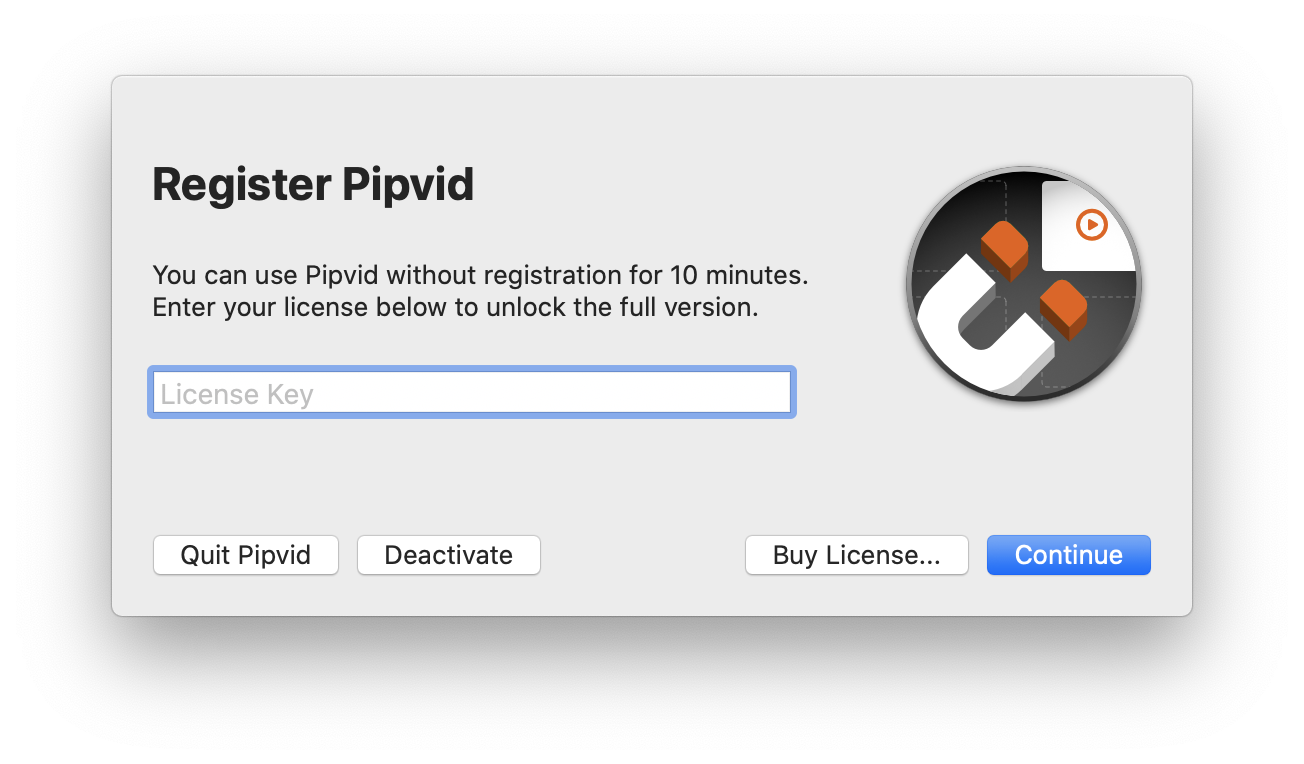 Register Pipvid
You can use Pipvid without registration for 10 minutes.
Enter your license below to unlock the full version.
License Key
Quit Pipvid
Deactivate
Buy License...
Continue